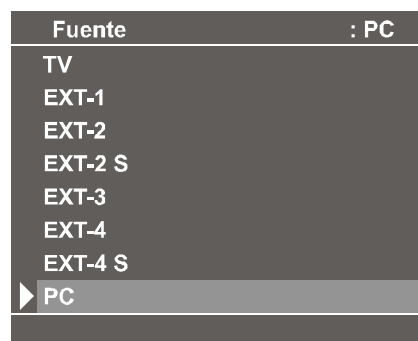 Fuente : PC
TV
EXT-1
EXT-2
EXT-2 S
EXT-3
EXT-4
EXT-4 S
PC